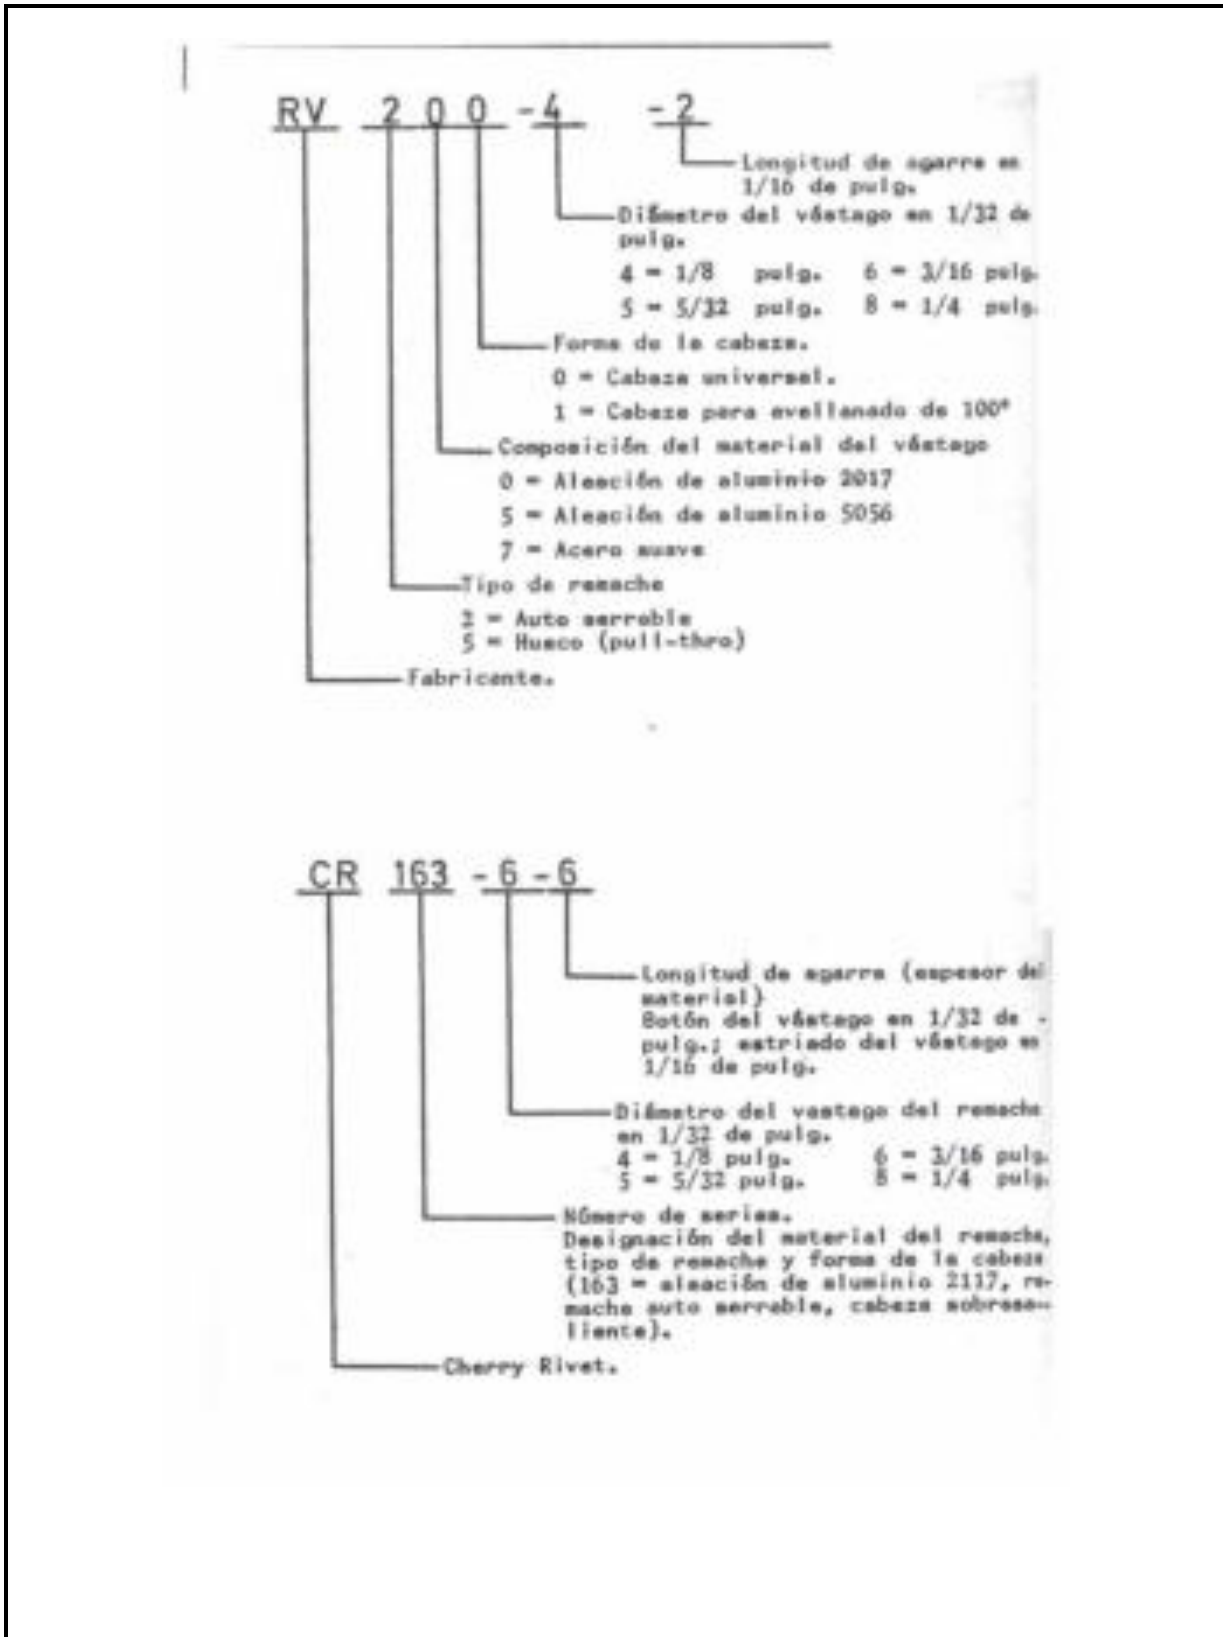 RV 2 0 0 -4 -2
Longitud de agarre en
1/16 de pulg.
Diámetro del vástago en 1/32 de
pulg.
4 = 1/8 pulg. 6 = 3/16 pulg.
5 = 5/32 pulg. 8 = 1/4 pulg.
Forma de la cabeza.
0 = Cabeza universal.
1 = Cabeza para avellanado de 100°
Composición del material del vástago
0 = Aleación de aluminio 2017
5 = Aleación de aluminio 5056
7 = Acero suave
Tipo de remache
2 = Auto serrable
5 = Hueco (pull-thro)
Fabricante.
CR 163 -6 -6
Longitud de agarre (espesor del
material)
Botón del vástago en 1/32 de -
pulg.; estriado del vástago en
1/16 de pulg.
Diámetro del vastago del remache
en 1/32 de pulg.
4 = 1/8 pulg. 6 = 3/16 pulg.
5 = 5/32 pulg. 8 = 1/4 pulg.
Número de series.
Designación del material del remache,
tipo de remache y forma de la cabeza
(163 = aleación de aluminio 2117, re-
mache auto serrable, cabeza sobresa-
liente).
Cherry Rivet.